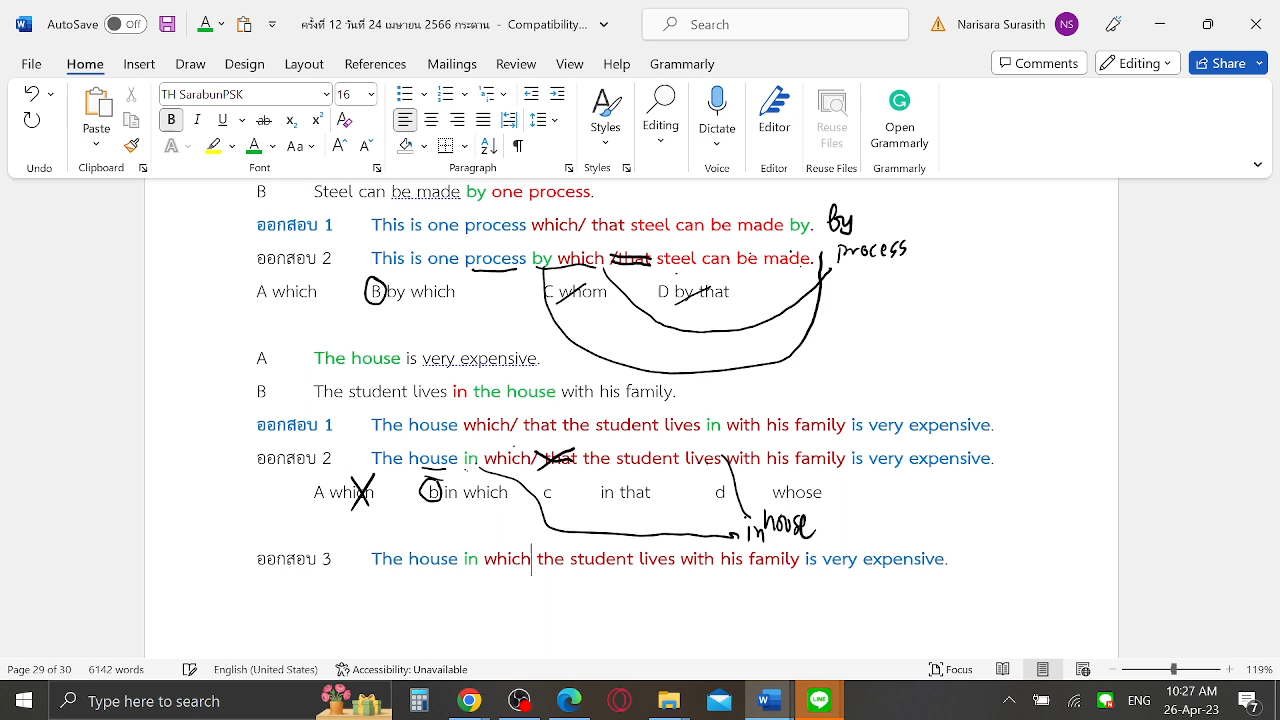 AutoSave Off ครั้งที่ 12 วันที่ 24 เมษายน 2566 กระดาน - Compatibility... Search Narisara Surasith NS
File Home Insert Draw Design Layout References Mailings Review View Help Grammarly Comments Editing Share
TH SarabunPSK 16
Paste Styles Editing Dictate Editor Reuse Files Open Grammarly
Undo Clipboard Font Paragraph Styles Voice Editor Reuse Files Grammarly
B Steel can be made by one process.
ออกสอบ 1 This is one process which/ that steel can be made by. by
process
ออกสอบ 2 This is one process by which /that steel can be made.
A which B by which C whom D by that
A The house is very expensive.
B The student lives in the house with his family.
ออกสอบ 1 The house which/ that the student lives in with his family is very expensive.
ออกสอบ 2 The house in which/ that the student lives with his family is very expensive.
A which b in which c in that d whose
in house
ออกสอบ 3 The house in which the student lives with his family is very expensive.
Page 29 of 30 6142 words English (United States) Accessibility: Unavailable Focus 119%
Type here to search ENG 10:27 AM 26-Apr-23 7